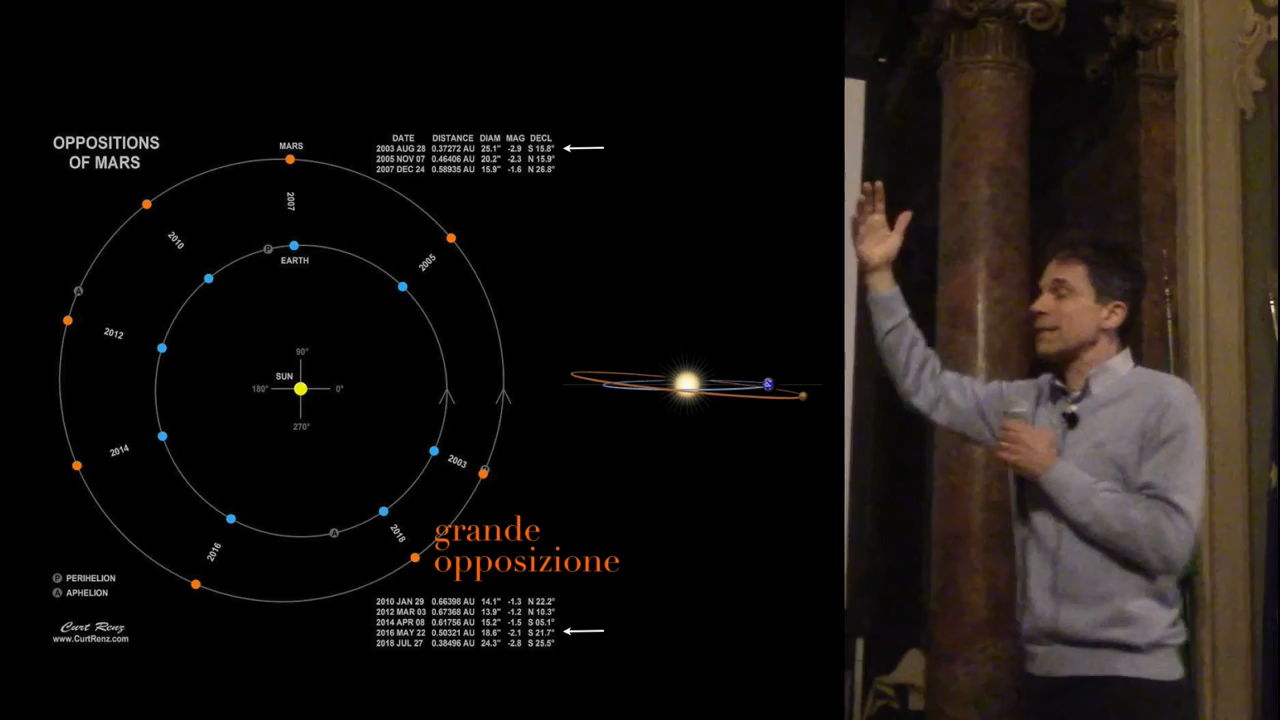 OPPOSITIONS
OF MARS
MARS
DATE DISTANCE DIAM MAG DECL
2003 AUG 28 0.37272 AU 25.1" -2.9 S 15.8°
2005 NOV 07 0.46406 AU 20.2" -2.3 N 15.9°
2007 DEC 24 0.58935 AU 15.9" -1.6 N 26.8°
2007
2010
2005
P
EARTH
A
2012
90°
SUN
180°
0°
270°
2014
2003
P
2018
A
2016
grande
opposizione
P PERIHELION
A APHELION
Curt Renz
www.CurtRenz.com
2010 JAN 29 0.66398 AU 14.1" -1.3 N 22.2°
2012 MAR 03 0.67368 AU 13.9" -1.2 N 10.3°
2014 APR 08 0.61756 AU 15.2" -1.5 S 05.1°
2016 MAY 22 0.50321 AU 18.6" -2.1 S 21.7°
2018 JUL 27 0.38496 AU 24.3" -2.8 S 25.5°